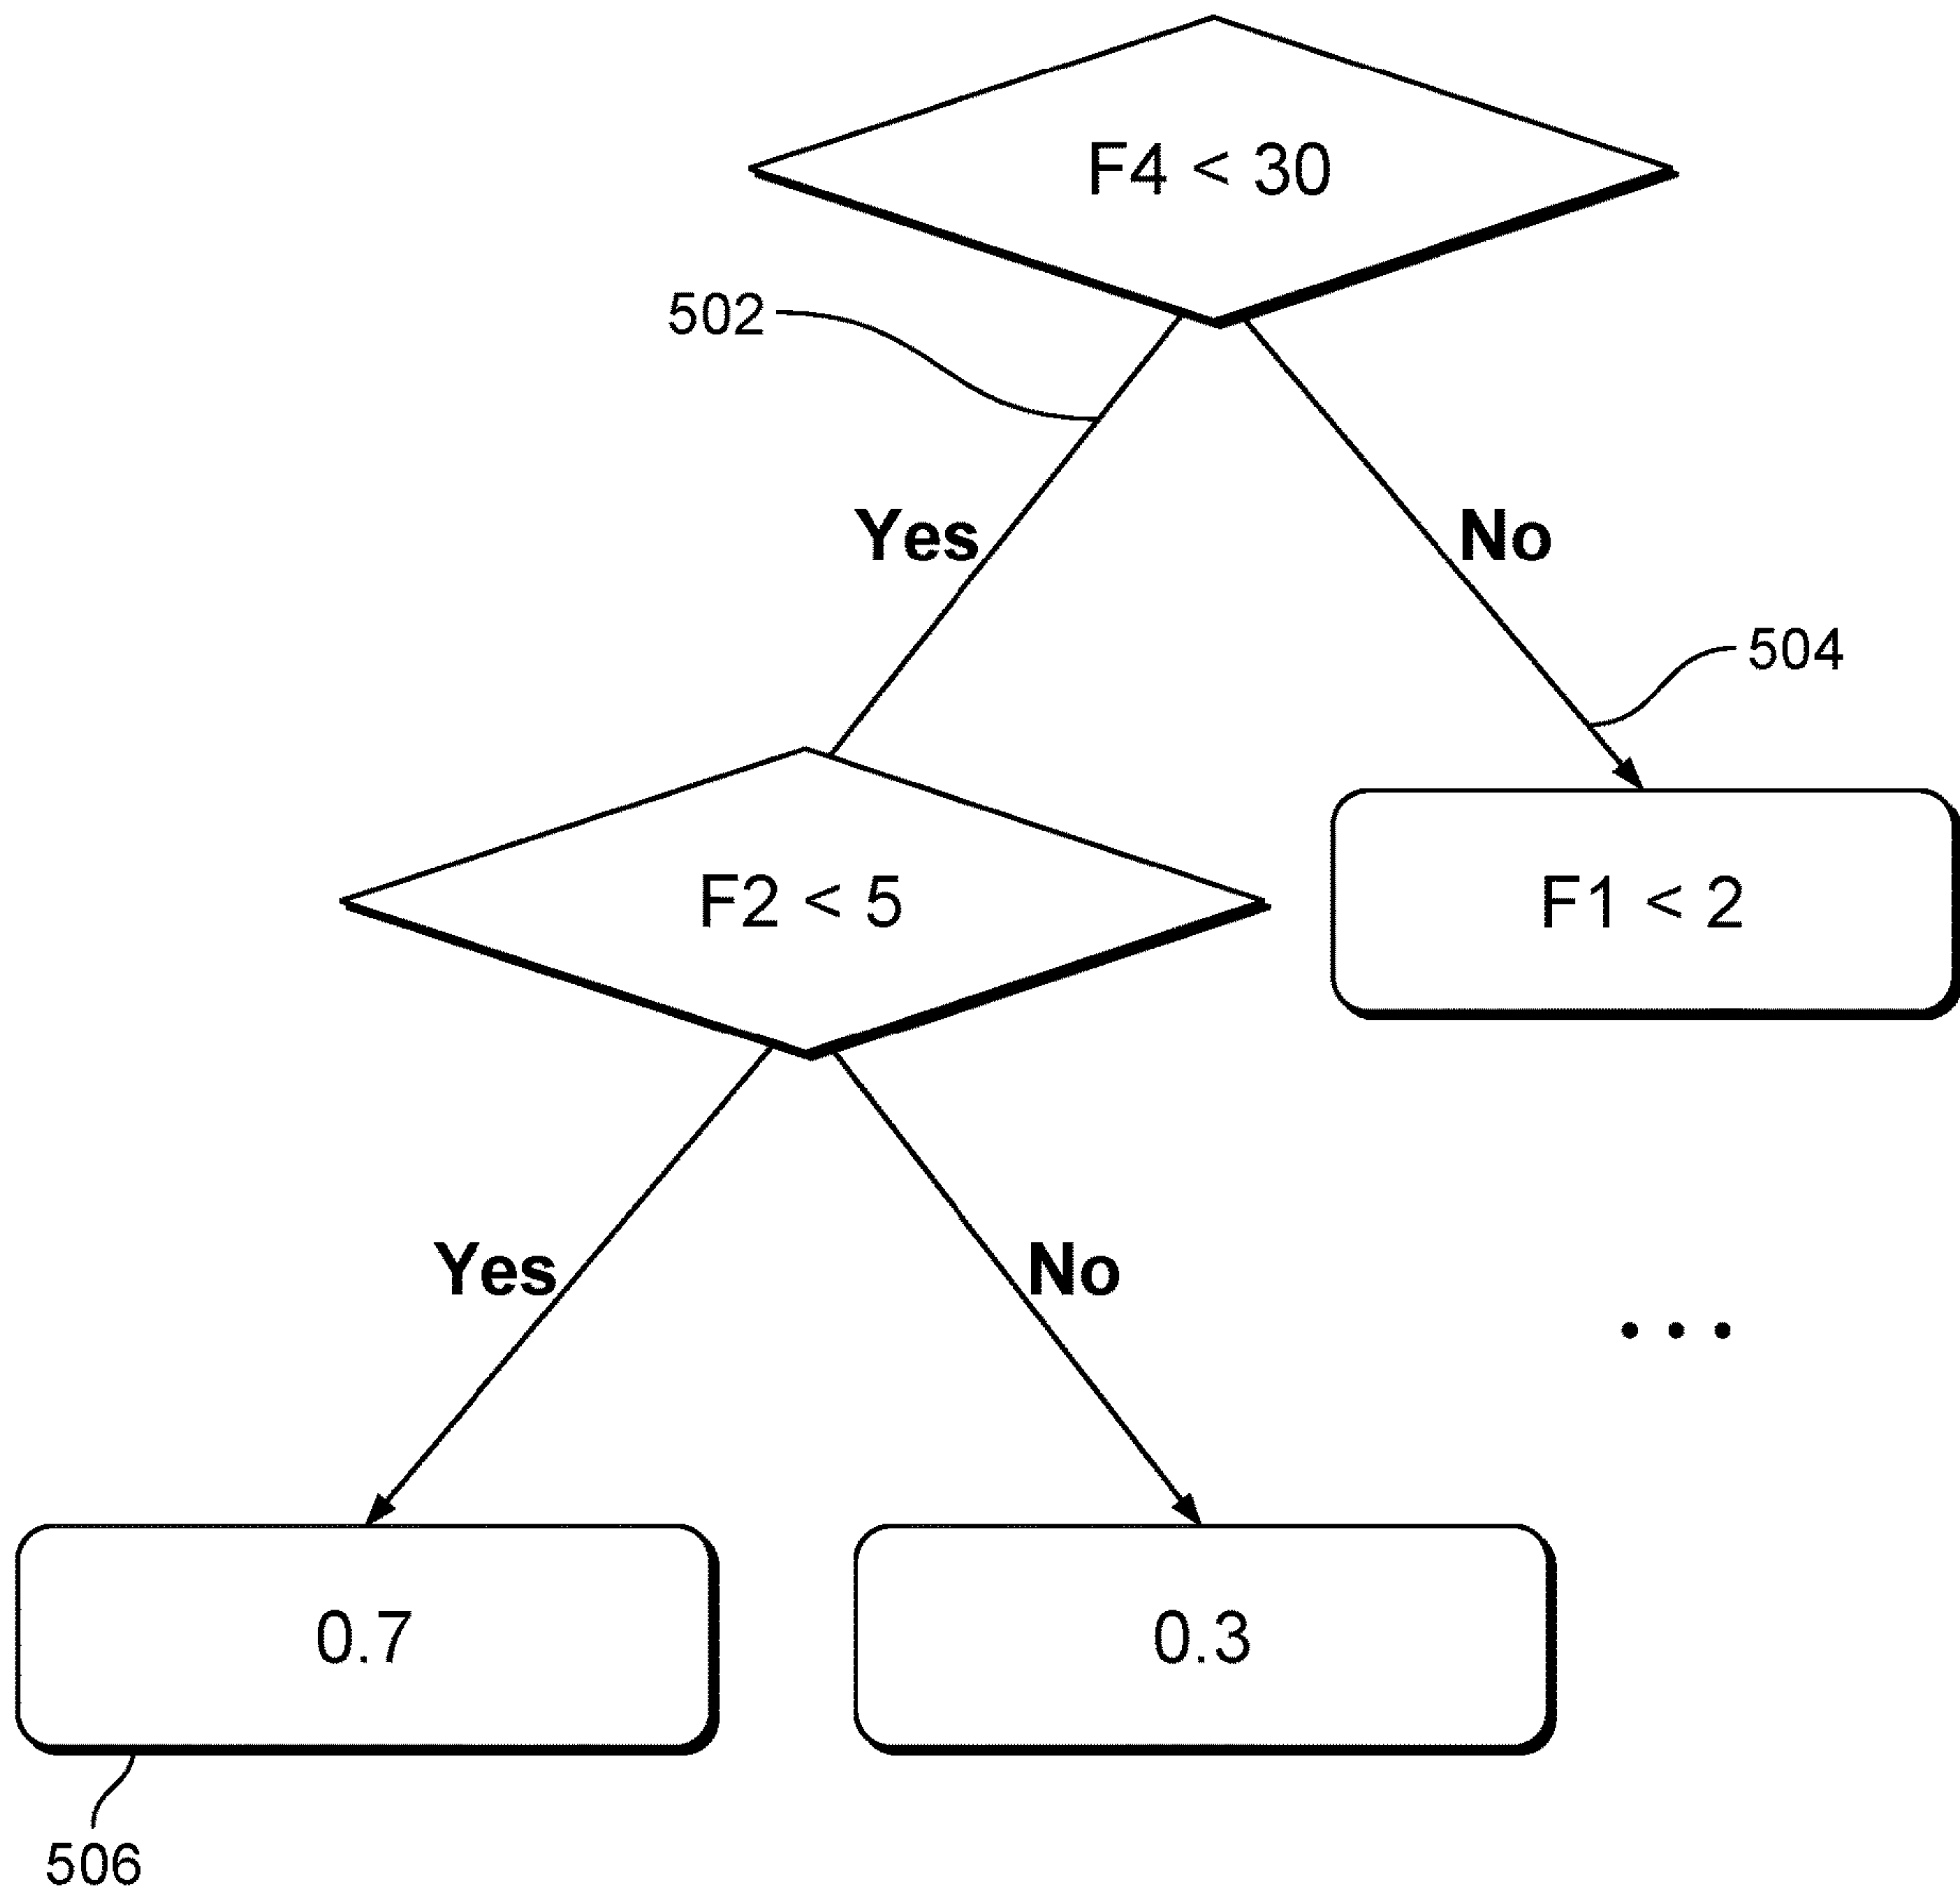 F4 < 30
502
Yes
No
504
F2 < 5
F1 < 2
Yes
No
...
0.7
0.3
506